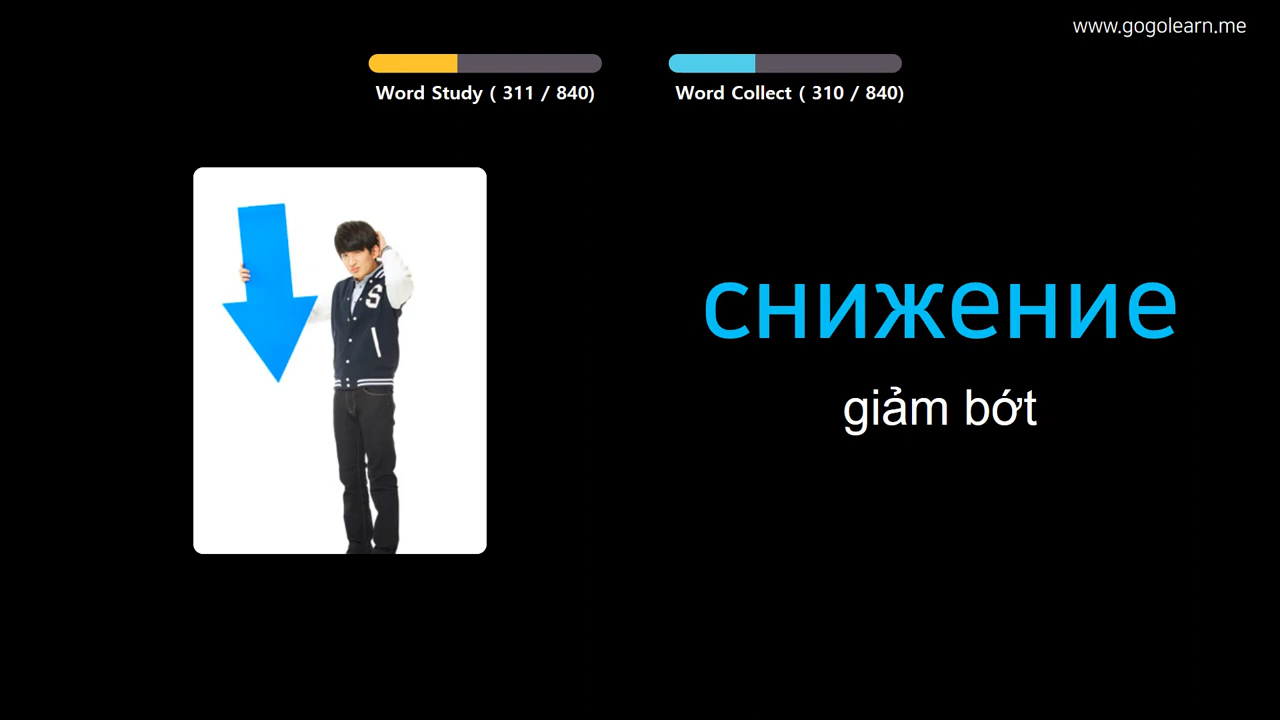 www.gogolearn.me
Word Study ( 311 / 840)
Word Collect ( 310 / 840)
S
снижение
giảm bớt